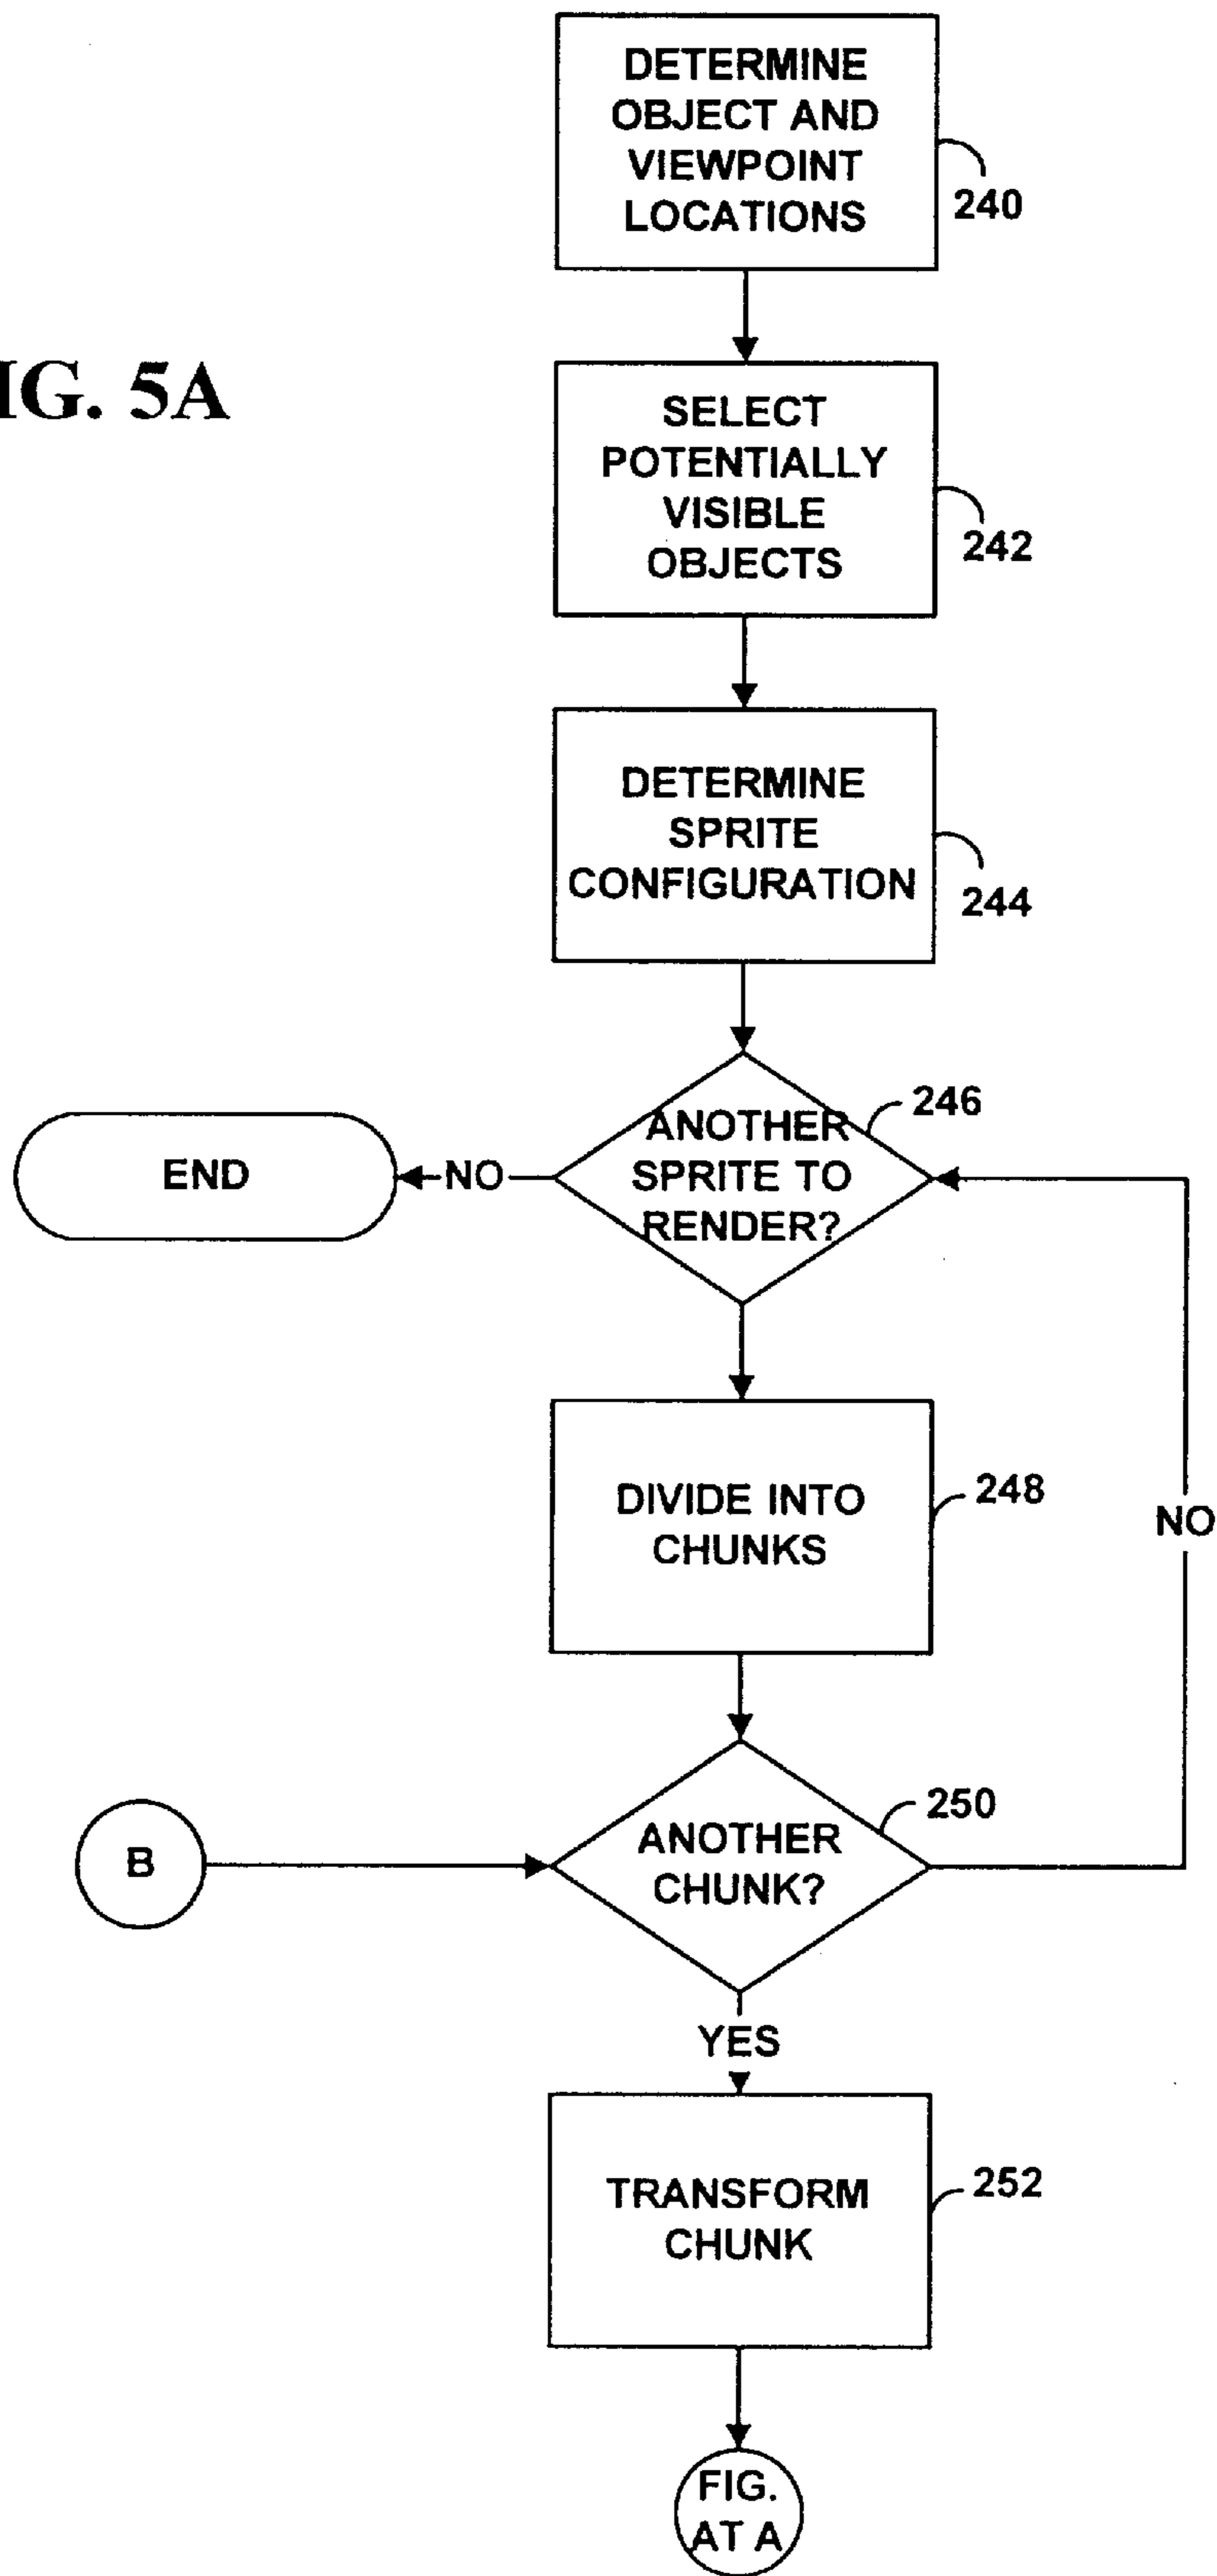 DETERMINE
OBJECT AND
VIEWPOINT
LOCATIONS
240
IG. 5A
SELECT
POTENTIALLY
VISIBLE
OBJECTS
242
DETERMINE
SPRITE
CONFIGURATION
244
246
ANOTHER
SPRITE TO
RENDER?
NO
END
DIVIDE INTO
CHUNKS
248
NO
250
ANOTHER
CHUNK?
B
YES
TRANSFORM
CHUNK
252
FIG.
AT A